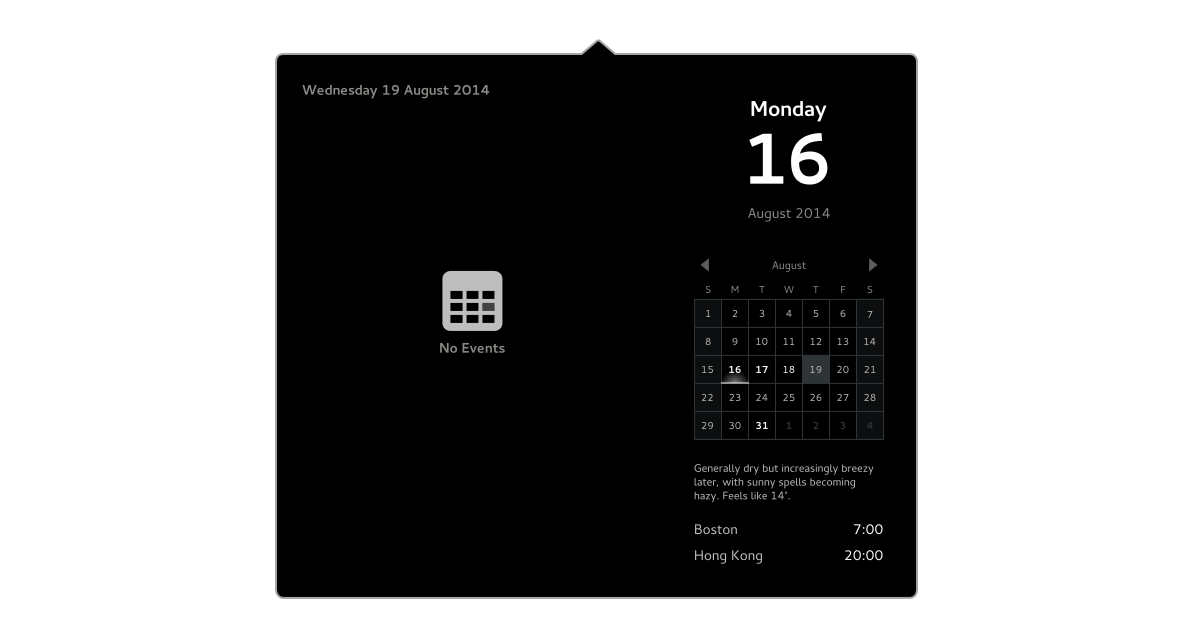 Wednesday 19 August 2014
No Events
Monday
16
August 2014
August
S M T W T F S
1 2 3 4 5 6 7
8 9 10 11 12 13 14
15 16 17 18 19 20 21
22 23 24 25 26 27 28
29 30 31 1 2 3 4
Generally dry but increasingly breezy
later, with sunny spells becoming
hazy. Feels like 14°.
Boston 7:00
Hong Kong 20:00